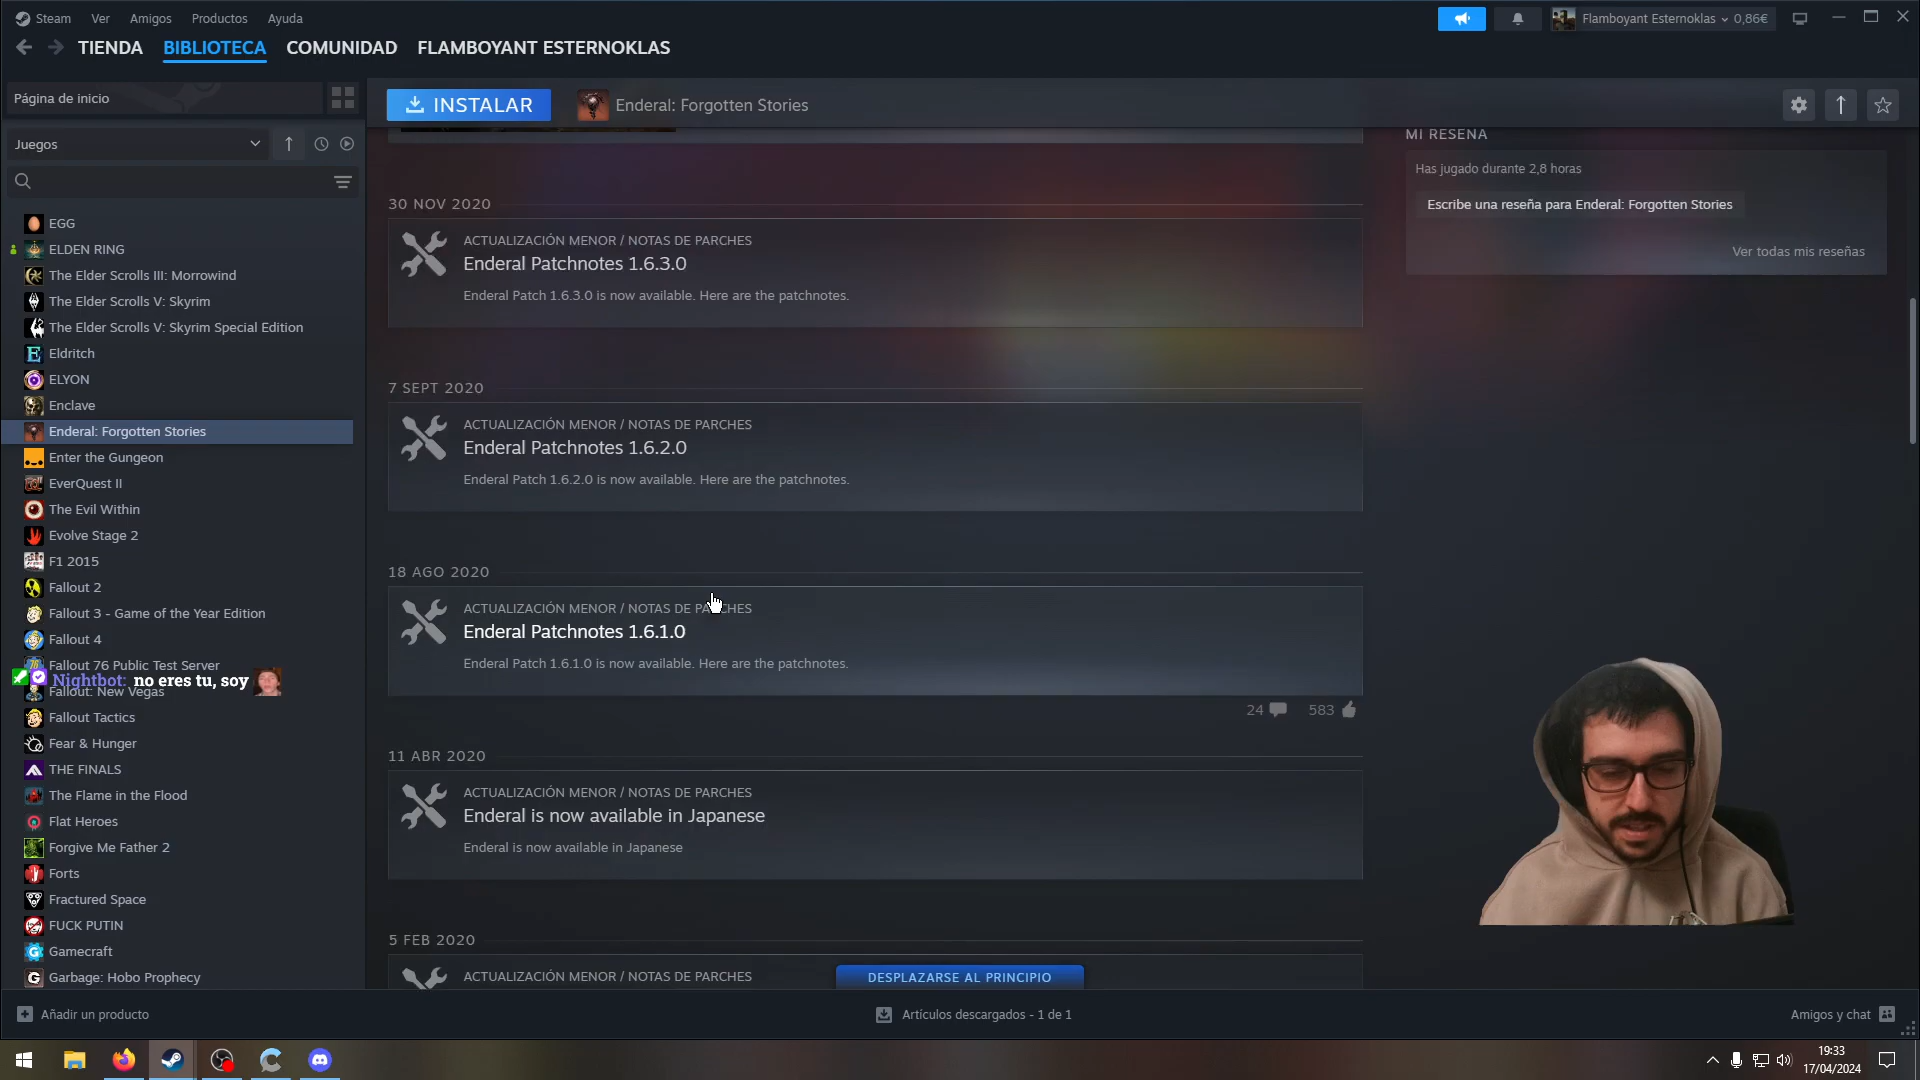 Steam Ver Amigos Productos Ayuda
Flamboyant Esternoklas 0,86€
TIENDA BIBLIOTECA COMUNIDAD FLAMBOYANT ESTERNOKLAS
Página de inicio
INSTALAR
Enderal: Forgotten Stories
Juegos
EGG
ELDEN RING
The Elder Scrolls III: Morrowind
The Elder Scrolls V: Skyrim
The Elder Scrolls V: Skyrim Special Edition
Eldritch
ELYON
Enclave
Enderal: Forgotten Stories
Enter the Gungeon
EverQuest II
The Evil Within
Evolve Stage 2
F1 2015
Fallout 2
Fallout 3 - Game of the Year Edition
Fallout 4
Fallout 76 Public Test Server
Nightbot: no eres tu, soy
Fallout: New Vegas
Fallout Tactics
Fear & Hunger
THE FINALS
The Flame in the Flood
Flat Heroes
Forgive Me Father 2
Forts
Fractured Space
FUCK PUTIN
Gamecraft
Garbage: Hobo Prophecy
30 NOV 2020
ACTUALIZACIÓN MENOR / NOTAS DE PARCHES
Enderal Patchnotes 1.6.3.0
Enderal Patch 1.6.3.0 is now available. Here are the patchnotes.
7 SEPT 2020
ACTUALIZACIÓN MENOR / NOTAS DE PARCHES
Enderal Patchnotes 1.6.2.0
Enderal Patch 1.6.2.0 is now available. Here are the patchnotes.
18 AGO 2020
ACTUALIZACIÓN MENOR / NOTAS DE PARCHES
Enderal Patchnotes 1.6.1.0
Enderal Patch 1.6.1.0 is now available. Here are the patchnotes.
24 583
11 ABR 2020
ACTUALIZACIÓN MENOR / NOTAS DE PARCHES
Enderal is now available in Japanese
Enderal is now available in Japanese
5 FEB 2020
ACTUALIZACIÓN MENOR / NOTAS DE PARCHES
DESPLAZARSE AL PRINCIPIO
MI RESEÑA
Has jugado durante 2,8 horas
Escribe una reseña para Enderal: Forgotten Stories
Ver todas mis reseñas
Añadir un producto
Artículos descargados - 1 de 1
Amigos y chat
19:33
17/04/2024